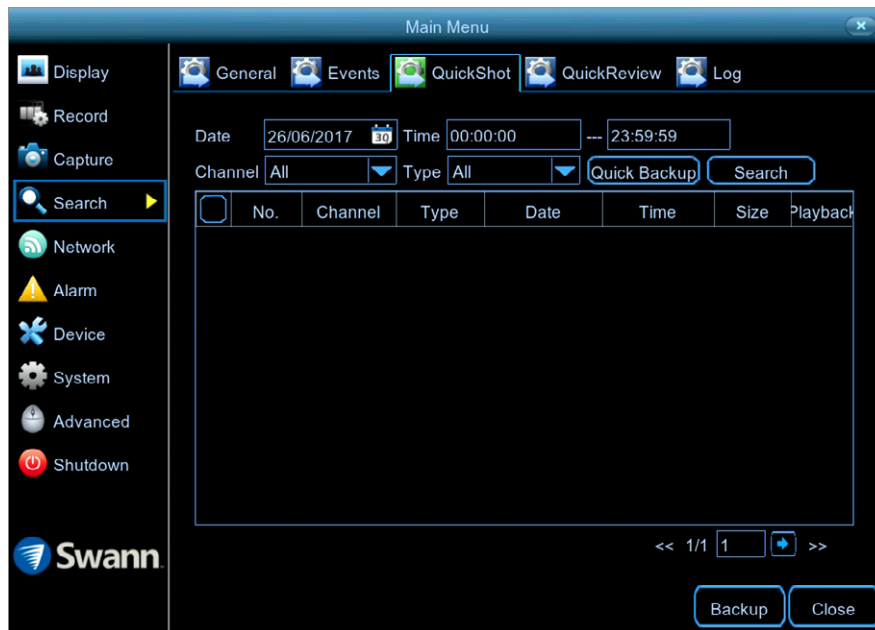 Main Menu
Display
Record
Capture
Search
Network
Alarm
Device
System
Advanced
Shutdown
Swann
General Events QuickShot QuickReview Log
Date 26/06/2017 30 Time 00:00:00 --- 23:59:59
Channel All Type All Quick Backup Search
No. Channel Type Date Time Size Playback
<< 1/1 1 >>
Backup Close